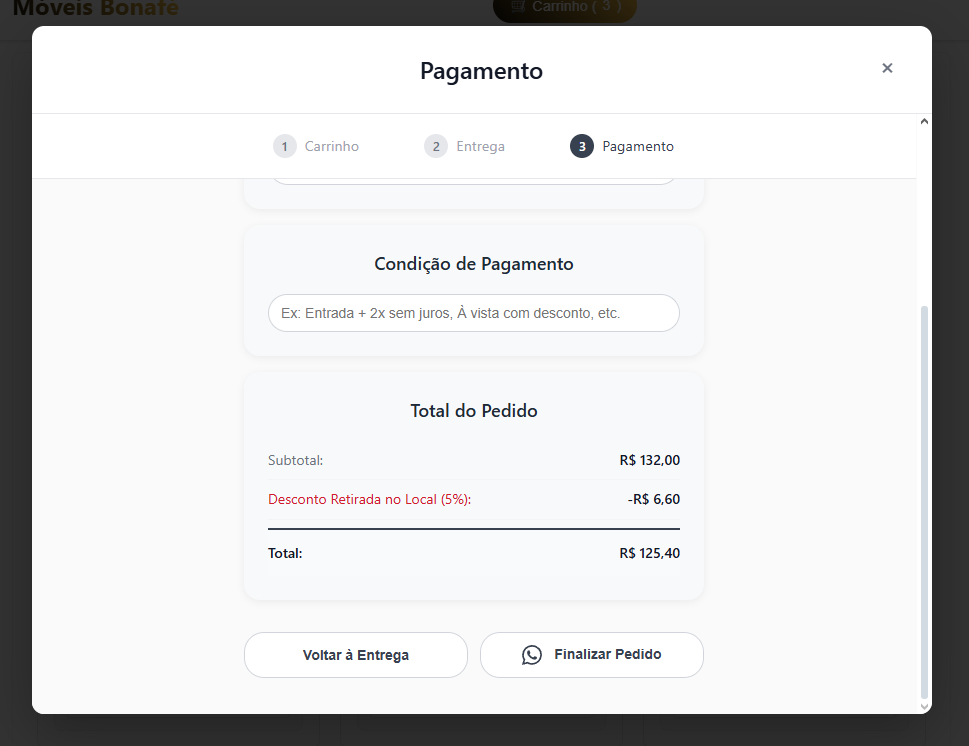 Móveis Bonafé
Carrinho ( 3 )
Pagamento
×
1 Carrinho
2 Entrega
3 Pagamento
Condição de Pagamento
Ex: Entrada + 2x sem juros, À vista com desconto, etc.
Total do Pedido
Subtotal: R$ 132,00
Desconto Retirada no Local (5%): -R$ 6,60
Total: R$ 125,40
Voltar à Entrega
Finalizar Pedido